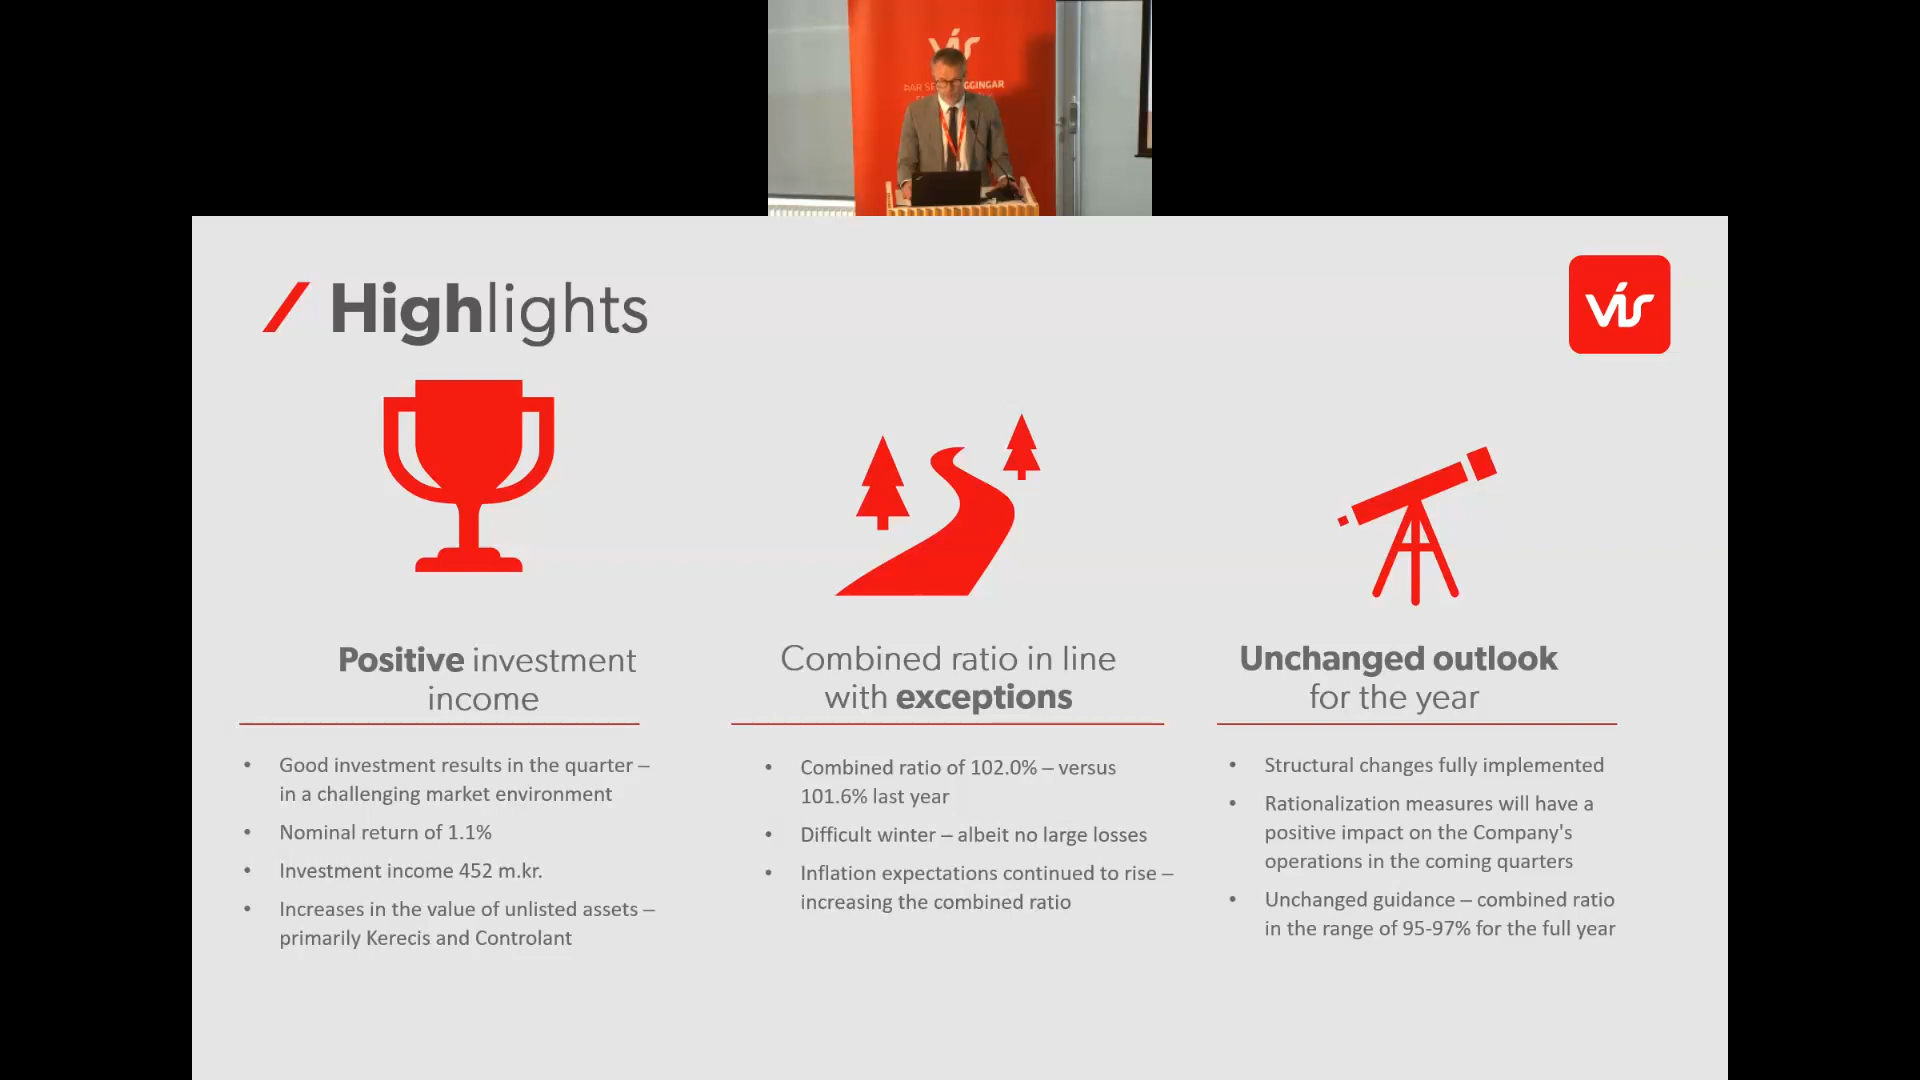 vís
ÞAR SE GGINGAR
Highlights
vís
Positive investment
income
Good investment results in the quarter –
in a challenging market environment
Nominal return of 1.1%
Investment income 452 m.kr.
Increases in the value of unlisted assets –
primarily Kerecis and Controlant
Combined ratio in line
with exceptions
Combined ratio of 102.0% – versus
101.6% last year
Difficult winter – albeit no large losses
Inflation expectations continued to rise –
increasing the combined ratio
Unchanged outlook
for the year
Structural changes fully implemented
Rationalization measures will have a
positive impact on the Company's
operations in the coming quarters
Unchanged guidance – combined ratio
in the range of 95-97% for the full year